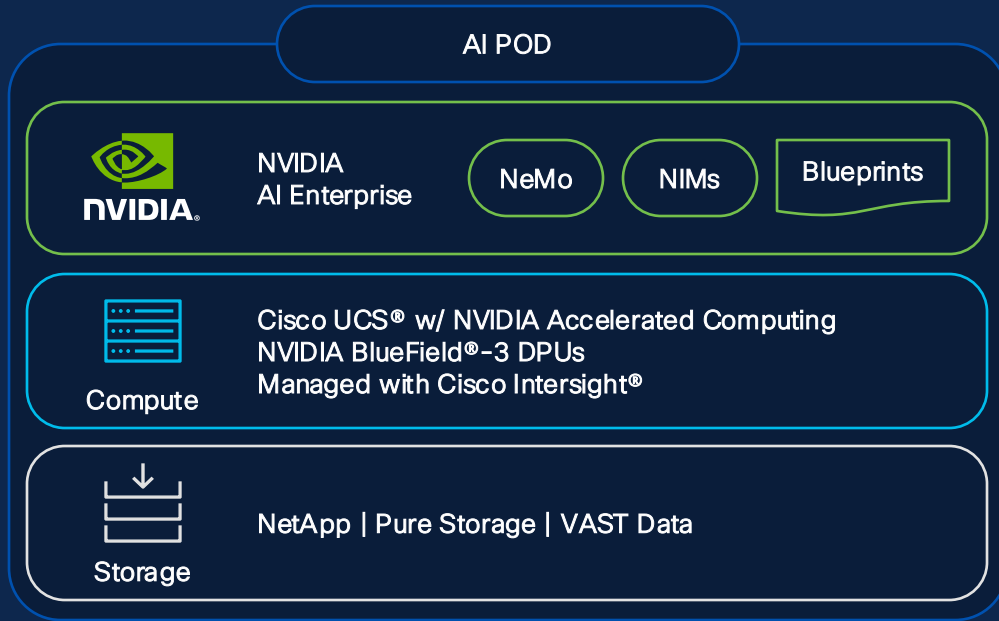 AI POD
NVIDIA®
NVIDIA
AI Enterprise
NeMo
NIMs
Blueprints
Cisco UCS® w/ NVIDIA Accelerated Computing
NVIDIA BlueField®-3 DPUs
Managed with Cisco Intersight®
Compute
NetApp | Pure Storage | VAST Data
Storage